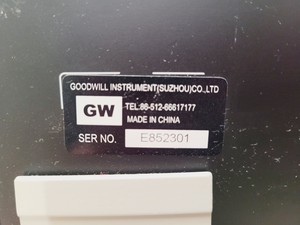 GOODWILL INSTRUMENT(SUZHOU)CO.,LTD
GW
TEL:86-512-66617177
MADE IN CHINA
SER NO. E852301